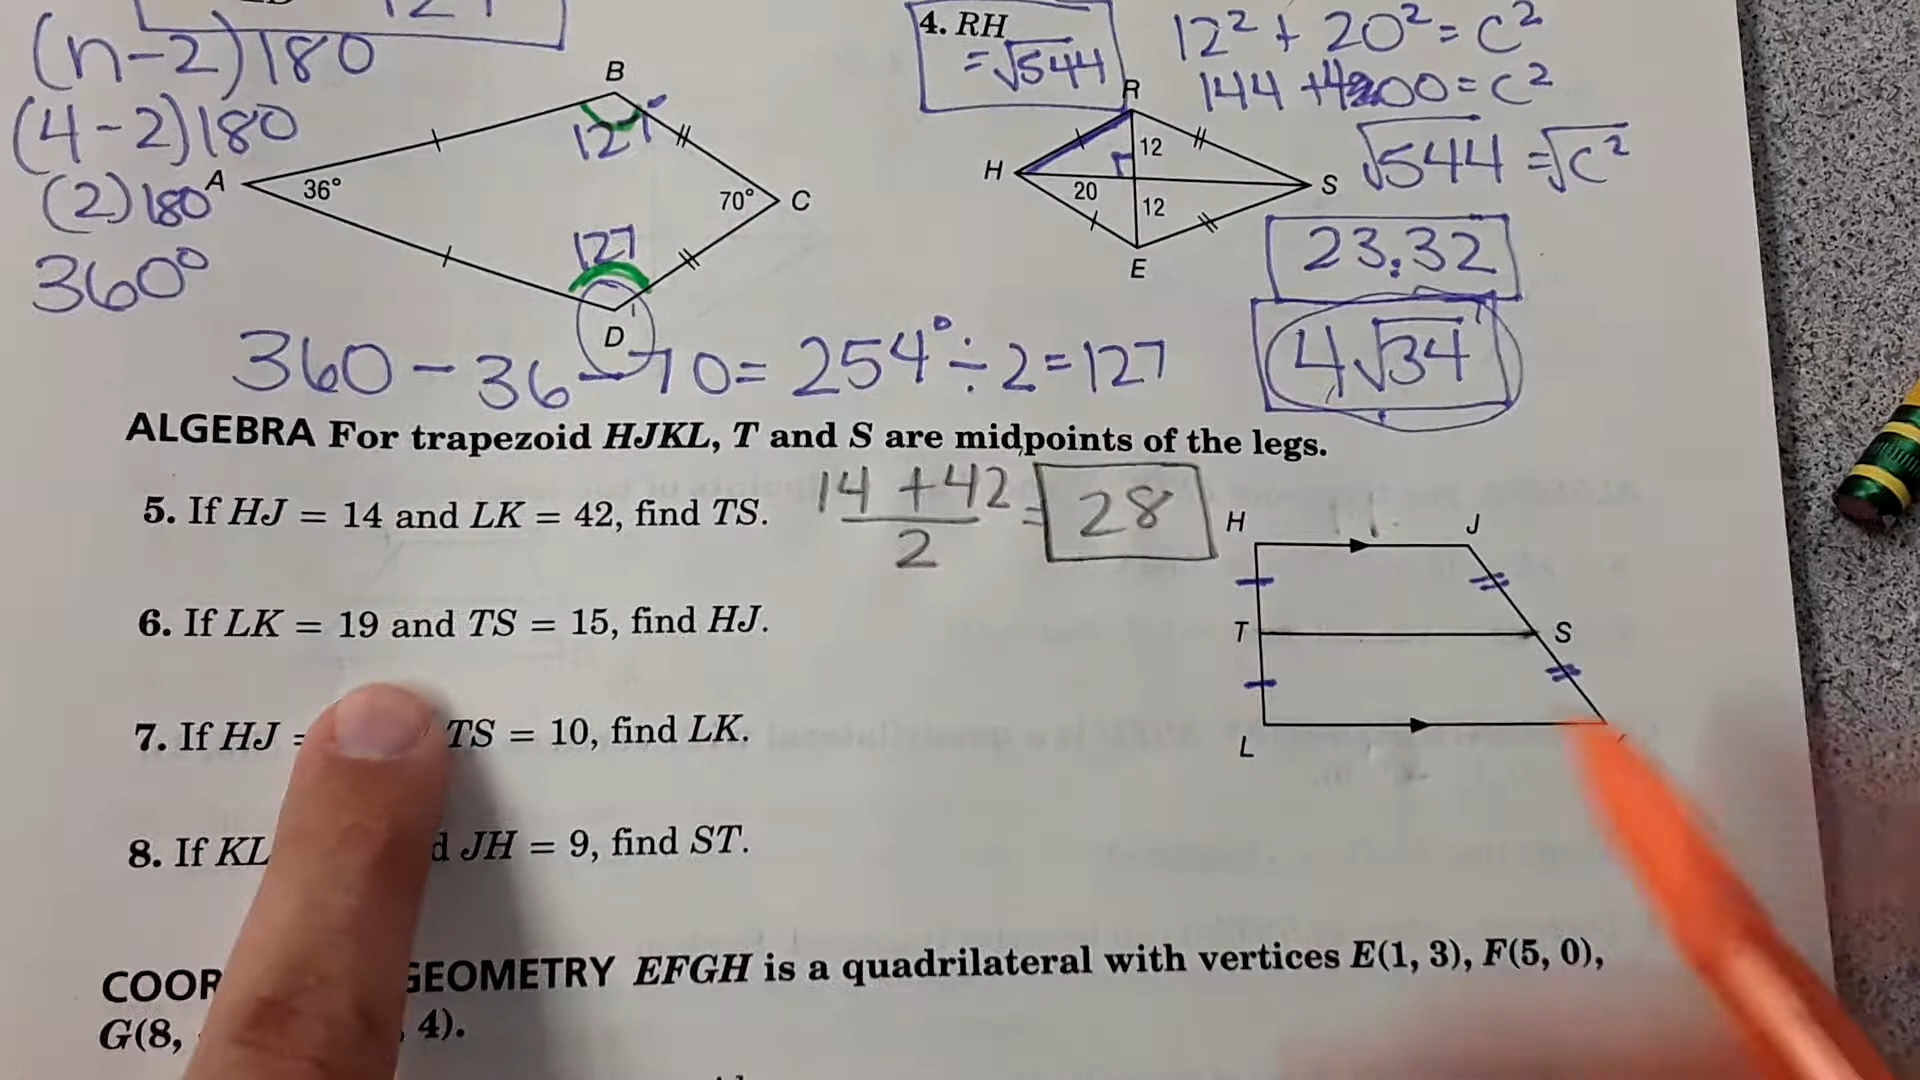 (n-2)180
(4-2)180
(2)180
360°
A
36°
B
127°
70°
C
127
D
360 - 36 - 70 = 254° ÷ 2 = 127
4. RH
= √544
12² + 20² = c²
144 + 400 = c²
√544 = √c²
23.32
4√34
R
12
H
20
S
12
E
ALGEBRA For trapezoid HJKL, T and S are midpoints of the legs.
5. If HJ = 14 and LK = 42, find TS.
14 + 42
2
= 28
6. If LK = 19 and TS = 15, find HJ.
7. If HJ = TS = 10, find LK.
8. If KL JH = 9, find ST.
H
J
T
S
L
GEOMETRY EFGH is a quadrilateral with vertices E(1, 3), F(5, 0),
G(8, 4).